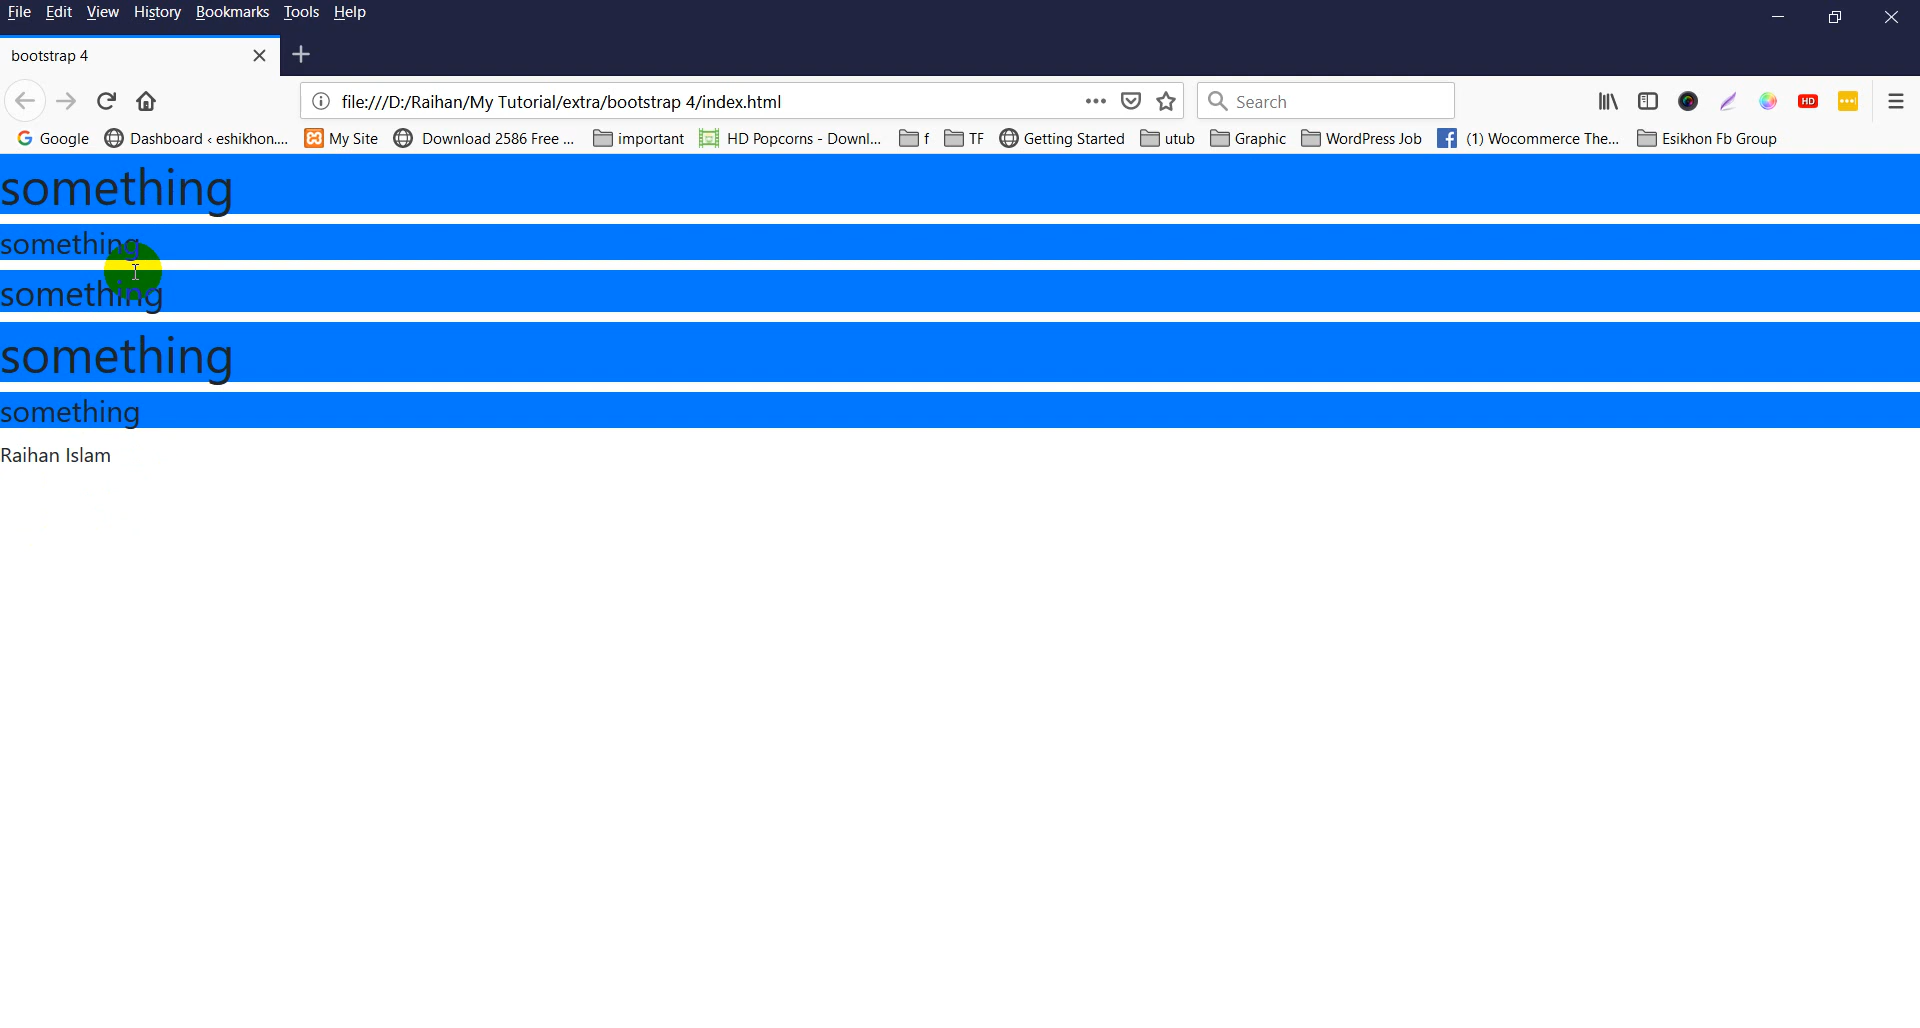 File Edit View History Bookmarks Tools Help
bootstrap 4
file:///D:/Raihan/My Tutorial/extra/bootstrap 4/index.html
Search
HD
Google Dashboard ‹ eshikhon.... My Site Download 2586 Free ... important HD Popcorns - Downl... f TF Getting Started utub Graphic WordPress Job (1) Wocommerce The... Esikhon Fb Group
something
something
something
something
something
Raihan Islam